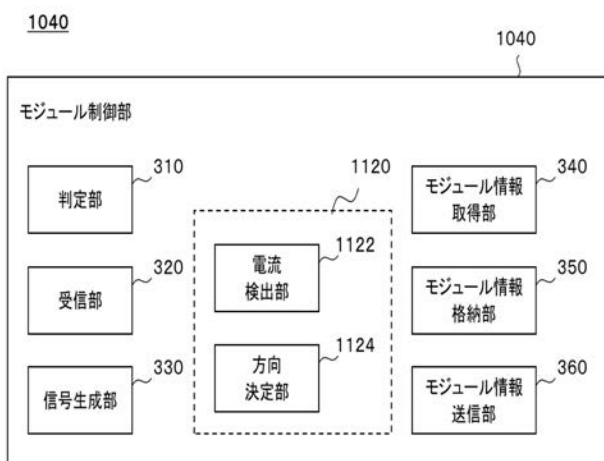 1040
1040
モジュール制御部
310
判定部
320
受信部
330
信号生成部
1120
1122
電流
検出部
1124
方向
決定部
340
モジュール情報
取得部
350
モジュール情報
格納部
360
モジュール情報
送信部